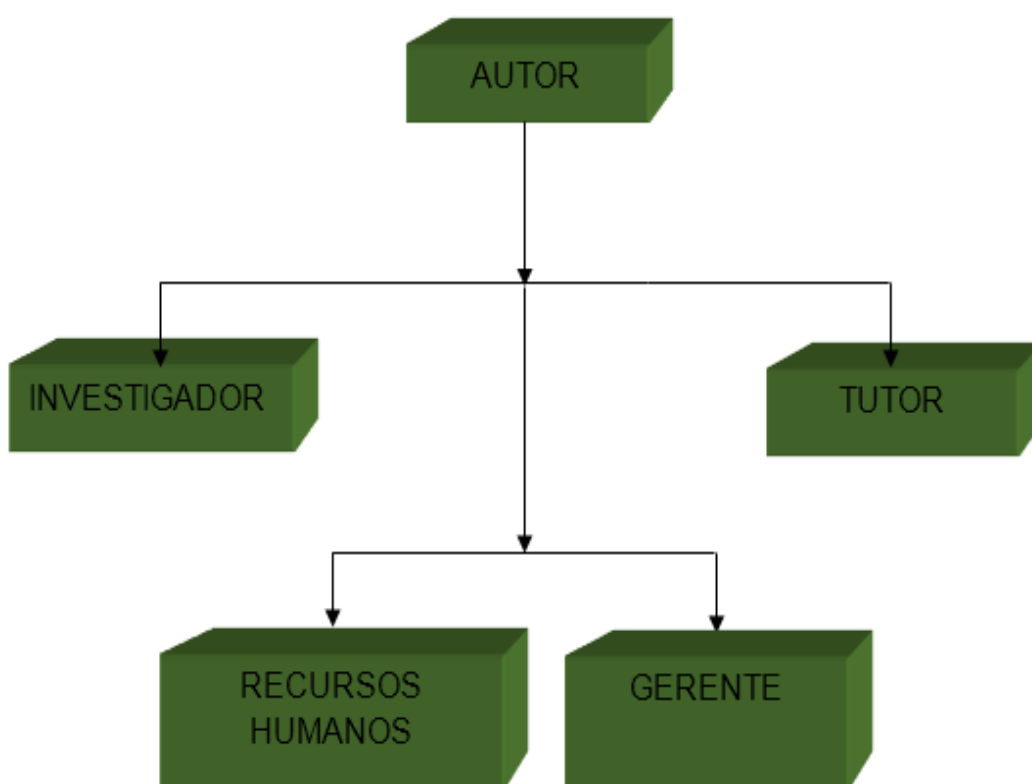 AUTOR
INVESTIGADOR
TUTOR
RECURSOS
HUMANOS
GERENTE